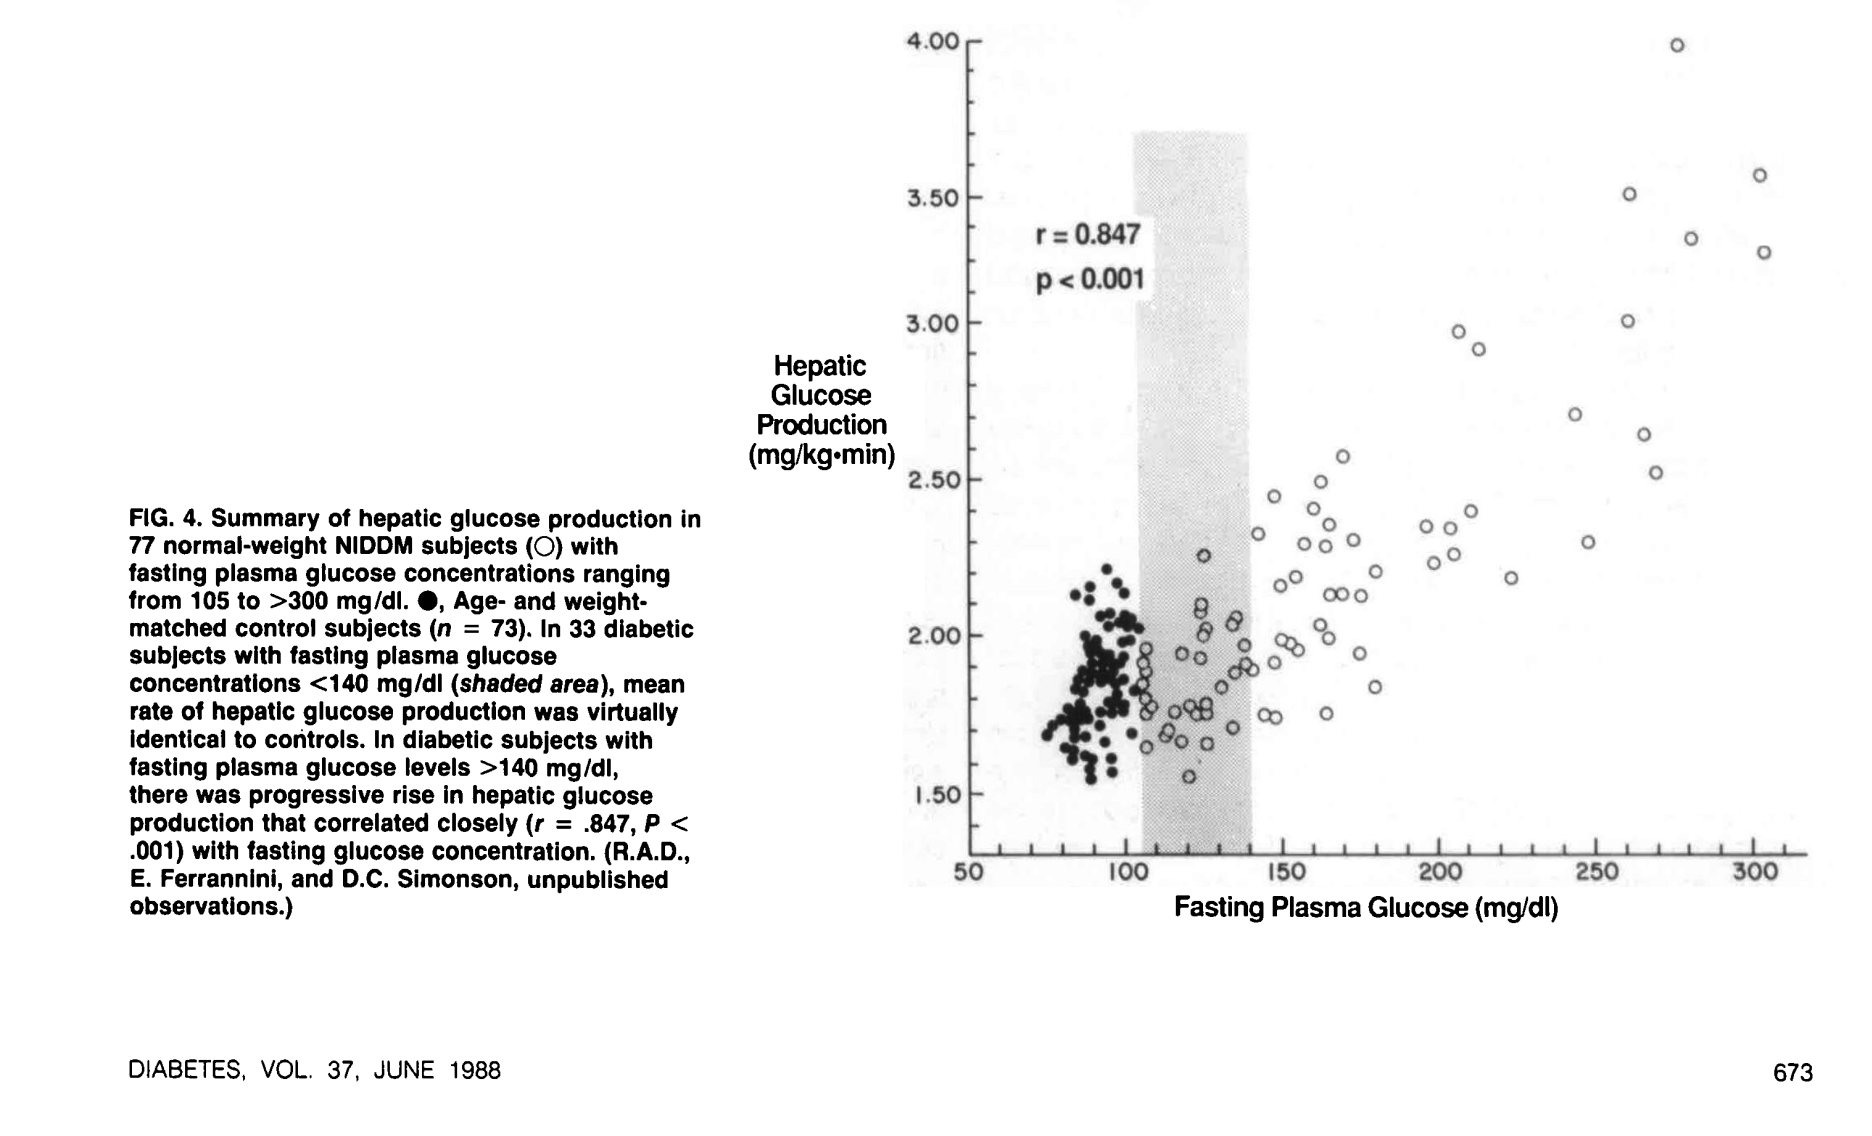 4.00
3.50
r = 0.847
p < 0.001
3.00
Hepatic
Glucose
Production
(mg/kg•min)
2.50
2.00
1.50
50 100 150 200 250 300
Fasting Plasma Glucose (mg/dl)
FIG. 4. Summary of hepatic glucose production in
77 normal-weight NIDDM subjects (○) with
fasting plasma glucose concentrations ranging
from 105 to >300 mg/dl. ●, Age- and weight-
matched control subjects (n = 73). In 33 diabetic
subjects with fasting plasma glucose
concentrations <140 mg/dl (shaded area), mean
rate of hepatic glucose production was virtually
identical to controls. In diabetic subjects with
fasting plasma glucose levels >140 mg/dl,
there was progressive rise in hepatic glucose
production that correlated closely (r = .847, P <
.001) with fasting glucose concentration. (R.A.D.,
E. Ferrannini, and D.C. Simonson, unpublished
observations.)
DIABETES, VOL. 37, JUNE 1988
673